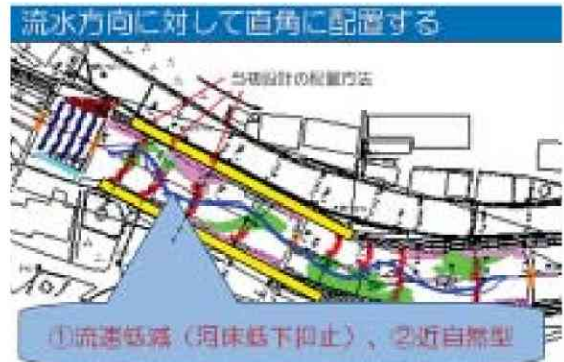 流水方向に対して直角に配置する
当初設計の配置方法
①流速低減（河床低下抑止）、②近自然型